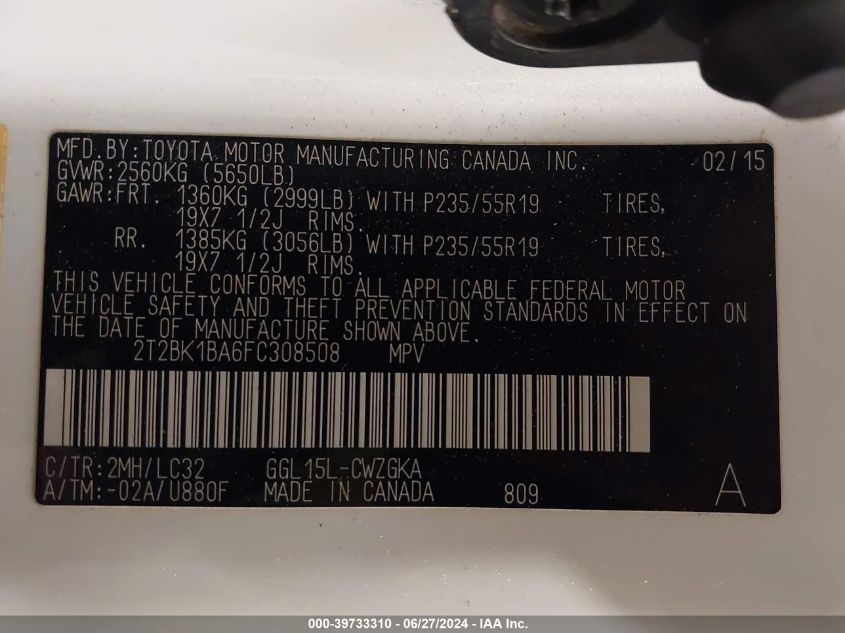 MFD.BY:TOYOTA MOTOR MANUFACTURING CANADA INC. 02/15
GVWR:2560KG (5650LB)
GAWR:FRT. 1360KG (2999LB) WITH P235/55R19 TIRES,
19X7 1/2J RIMS.
RR. 1385KG (3056LB) WITH P235/55R19 TIRES,
19X7 1/2J RIMS.
THIS VEHICLE CONFORMS TO ALL APPLICABLE FEDERAL MOTOR
VEHICLE SAFETY AND THEFT PREVENTION STANDARDS IN EFFECT ON
THE DATE OF MANUFACTURE SHOWN ABOVE.
2T2BK1BA6FC308508 MPV
C/TR:2MH/LC32 GGL15L-CWZGKA
A/TM:-02A/U880F MADE IN CANADA 809 A
000-39733310 - 06/27/2024 - IAA, Inc.